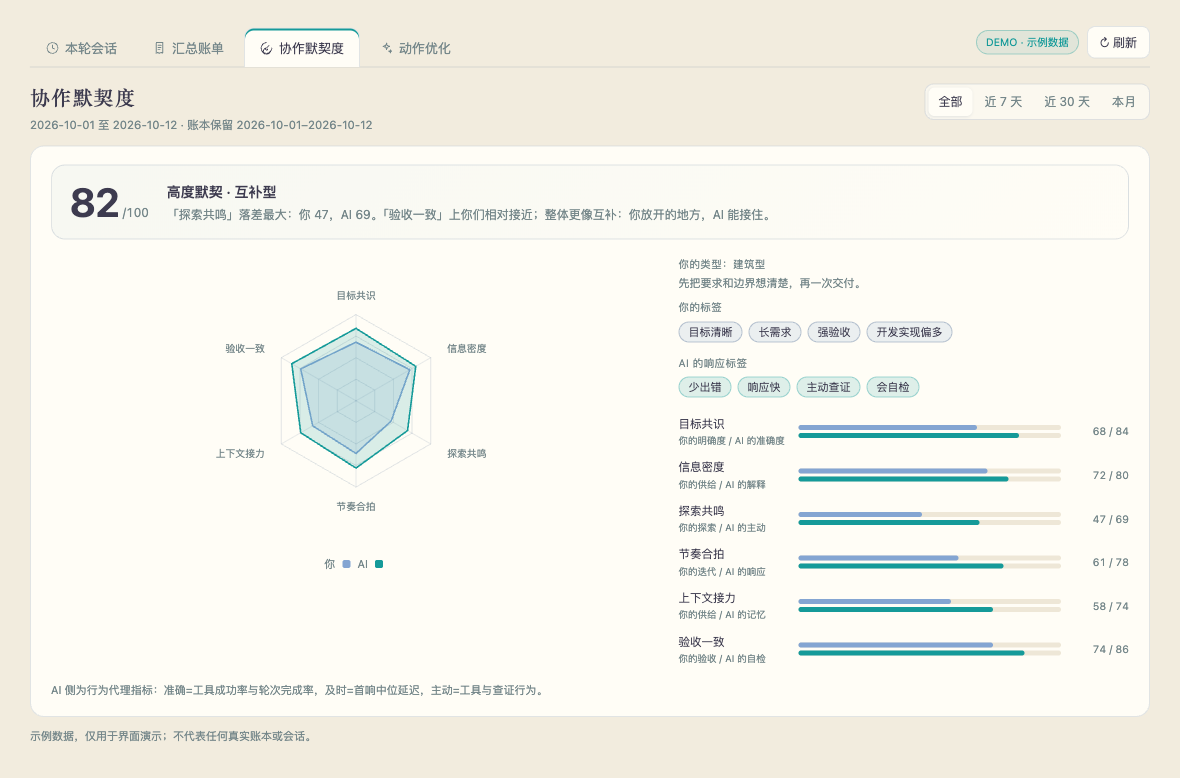 本轮会话
汇总账单
协作默契度
动作优化
DEMO · 示例数据
刷新
协作默契度
2026-10-01 至 2026-10-12 · 账本保留 2026-10-01–2026-10-12
全部
近 7 天
近 30 天
本月
82/100
高度默契 · 互补型
「探索共鸣」落差最大：你 47，AI 69。「验收一致」上你们相对接近；整体更像互补：你放开的地方，AI 能接住。
目标共识
信息密度
探索共鸣
节奏合拍
上下文接力
验收一致
你
AI
你的类型：建筑型
先把要求和边界想清楚，再一次交付。
你的标签
目标清晰
长需求
强验收
开发实现偏多
AI 的响应标签
少出错
响应快
主动查证
会自检
目标共识
你的明确度 / AI 的准确度
68 / 84
信息密度
你的供给 / AI 的解释
72 / 80
探索共鸣
你的探索 / AI 的主动
47 / 69
节奏合拍
你的迭代 / AI 的响应
61 / 78
上下文接力
你的供给 / AI 的记忆
58 / 74
验收一致
你的验收 / AI 的自检
74 / 86
AI 侧为行为代理指标：准确=工具成功率与轮次完成率，及时=首响中位延迟，主动=工具与查证行为。
示例数据，仅用于界面演示；不代表任何真实账本或会话。